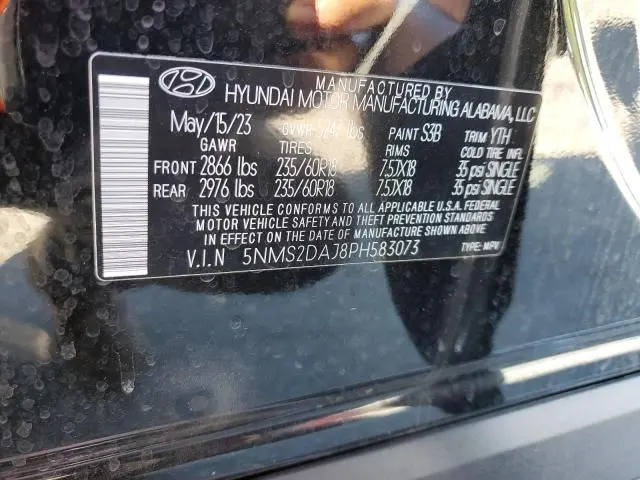 MANUFACTURED BY
HYUNDAI MOTOR MANUFACTURING ALABAMA, LLC
May/15/23 GVWR 5247 lbs PAINT S3B TRIM YTH
GAWR TIRES RIMS COLD TIRE INFL
FRONT 2866 lbs 235/60R18 7.5JX18 35 psi SINGLE
REAR 2976 lbs 235/60R18 7.5JX18 35 psi SINGLE
THIS VEHICLE CONFORMS TO ALL APPLICABLE U.S.A. FEDERAL
MOTOR VEHICLE SAFETY AND THEFT PREVENTION STANDARDS IN
EFFECT ON THE DATE OF MANUFACTURE SHOWN ABOVE.
V.I.N 5NMS2DAJ8PH583073 TYPE: MPV